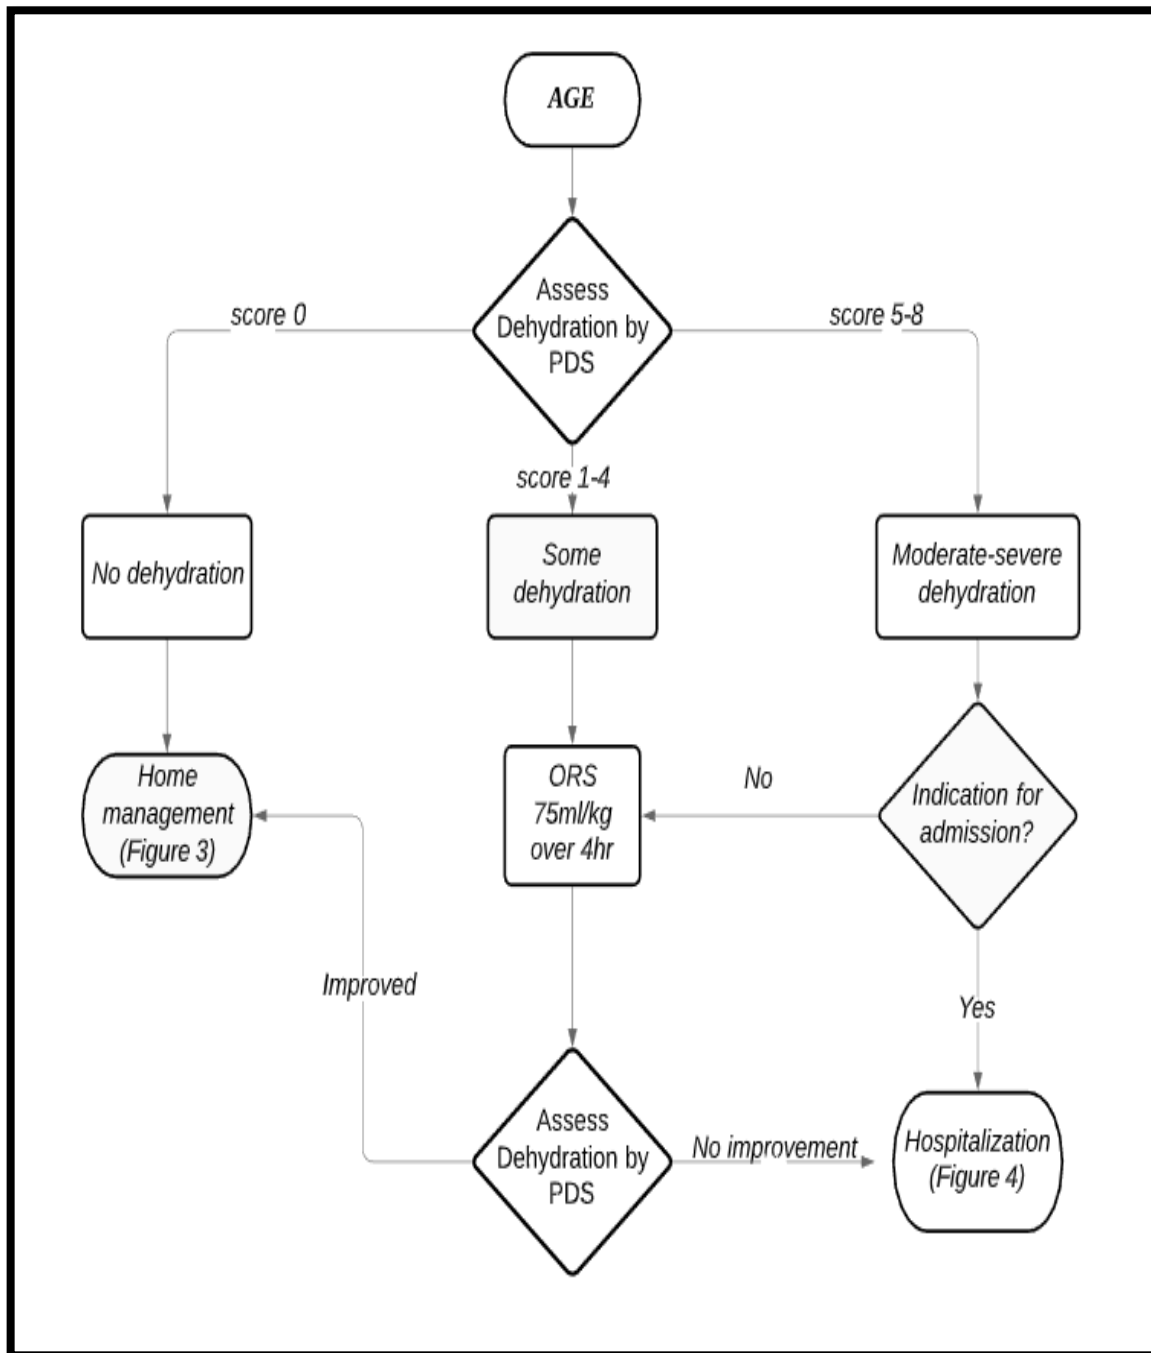 AGE
Assess
Dehydration by
PDS
score 0
score 5-8
score 1-4
No dehydration
Some
dehydration
Moderate-severe
dehydration
Home
management
(Figure 3)
ORS
75ml/kg
over 4hr
No
Indication for
admission?
Improved
Yes
Assess
Dehydration by
PDS
No improvement
Hospitalization
(Figure 4)